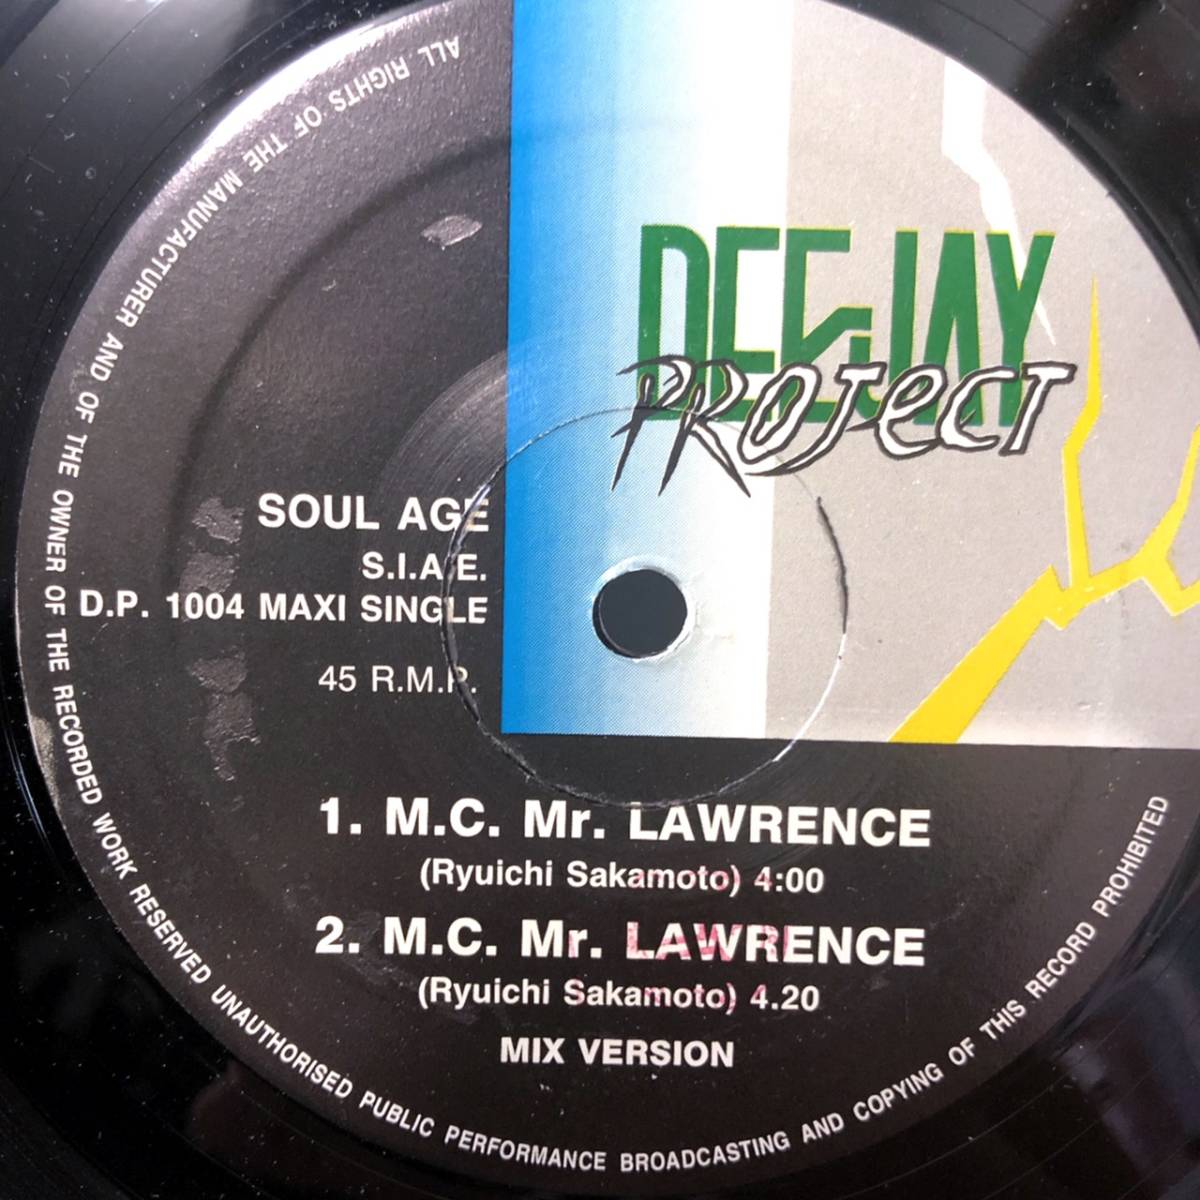 DEEJAY
PROJECT
SOUL AGE
S.I.A.E.
D.P. 1004 MAXI SINGLE
45 R.M.P.
1. M.C. Mr. LAWRENCE
(Ryuichi Sakamoto) 4:00
2. M.C. Mr. LAWRENCE
(Ryuichi Sakamoto) 4.20
MIX VERSION
ALL RIGHTS OF THE MANUFACTURER AND OF THE OWNER OF THE RECORDED WORK RESERVED UNAUTHORISED PUBLIC PERFORMANCE BROADCASTING AND COPYING OF THIS RECORD PROHIBITED